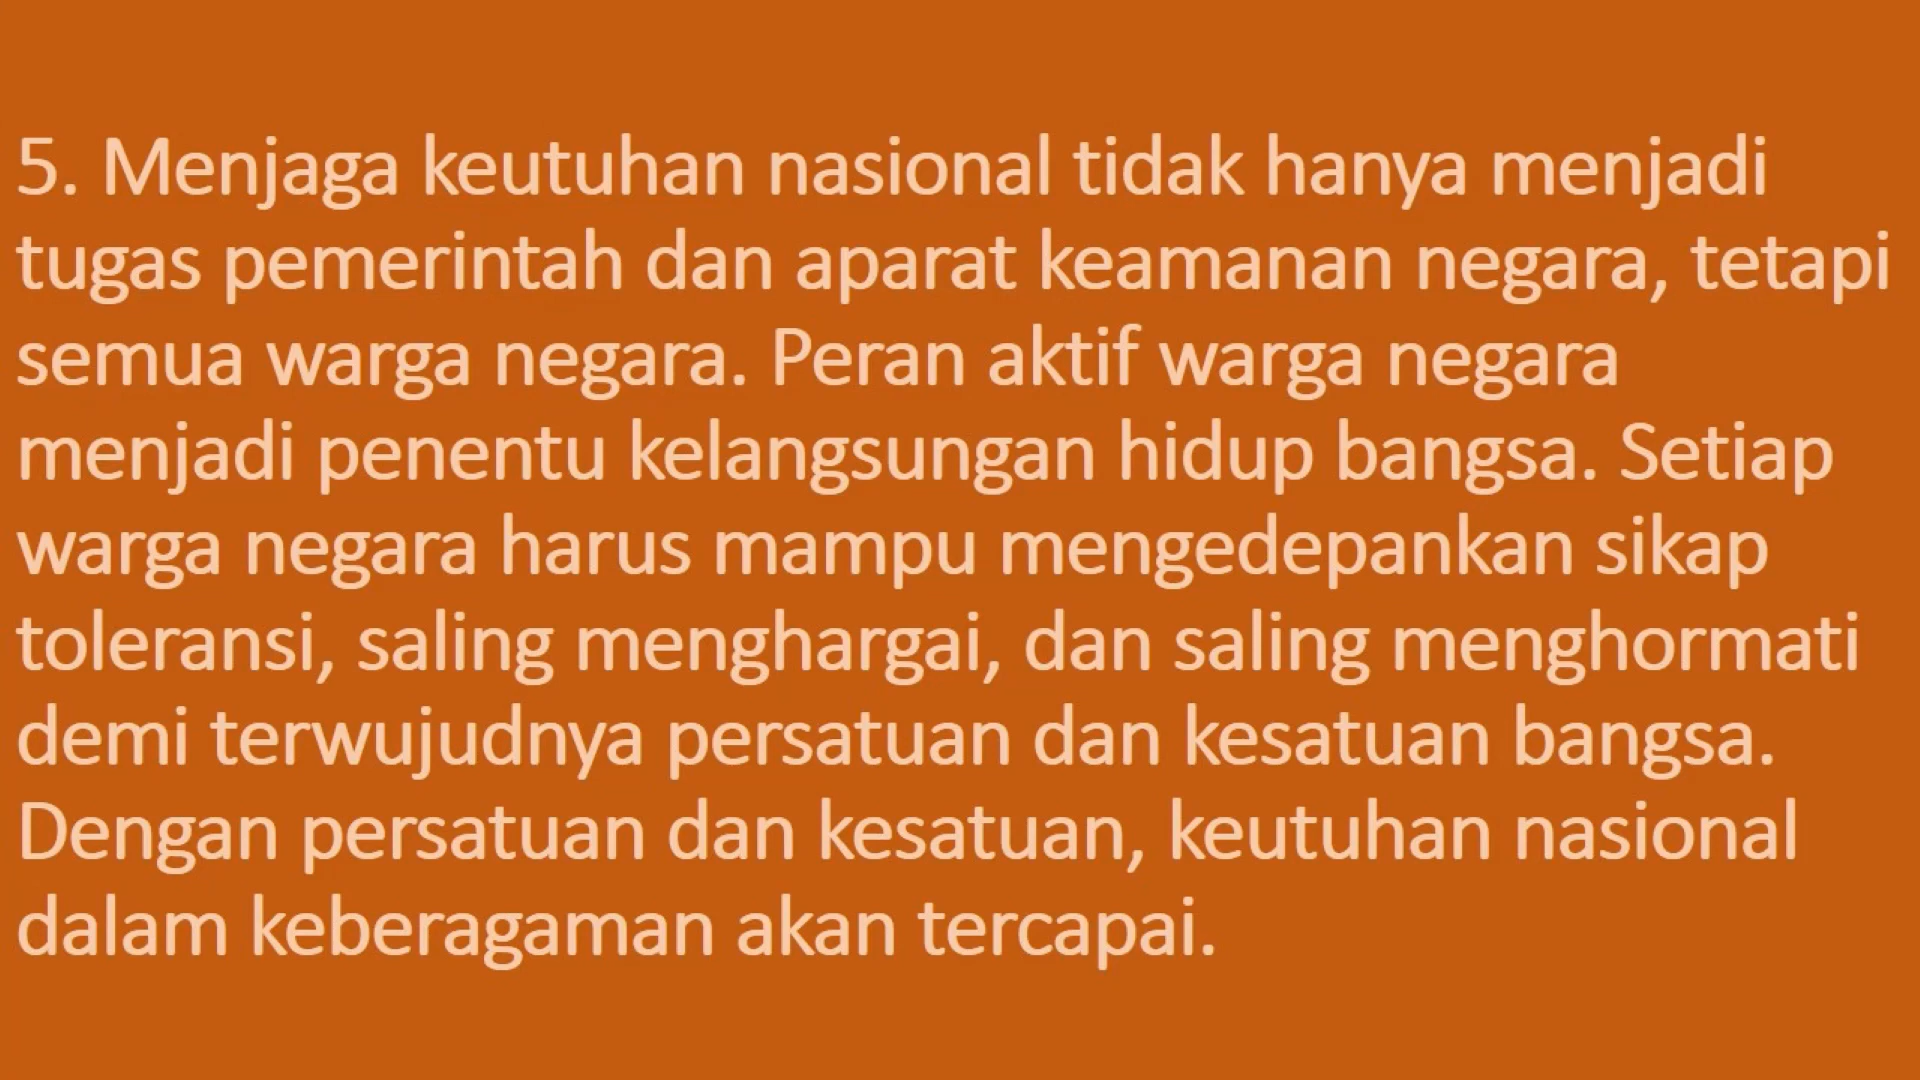 5. Menjaga keutuhan nasional tidak hanya menjadi
tugas pemerintah dan aparat keamanan negara, tetapi
semua warga negara. Peran aktif warga negara
menjadi penentu kelangsungan hidup bangsa. Setiap
warga negara harus mampu mengedepankan sikap
toleransi, saling menghargai, dan saling menghormati
demi terwujudnya persatuan dan kesatuan bangsa.
Dengan persatuan dan kesatuan, keutuhan nasional
dalam keberagaman akan tercapai.